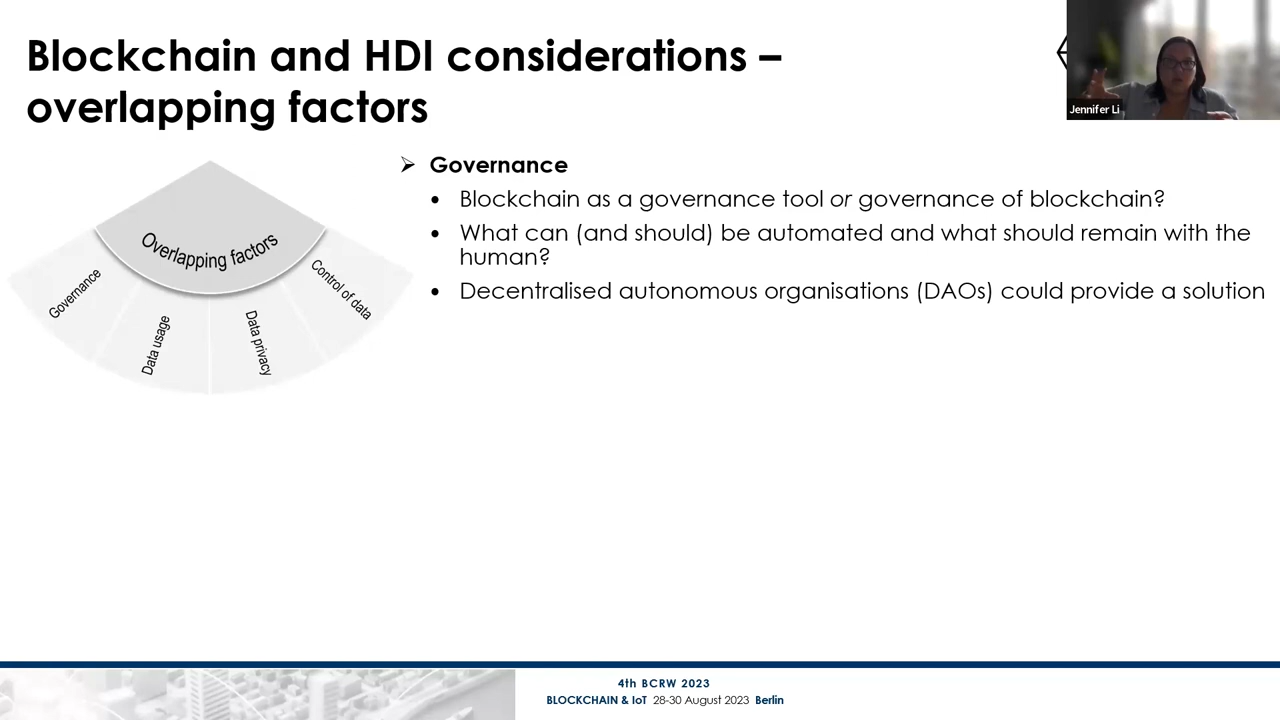 Blockchain and HDI considerations –
overlapping factors
Jennifer Li
➢ Governance
• Blockchain as a governance tool or governance of blockchain?
• What can (and should) be automated and what should remain with the
human?
• Decentralised autonomous organisations (DAOs) could provide a solution
Overlapping factors
Governance
Data usage
Data privacy
Control of data
4th BCRW 2023
BLOCKCHAIN & IoT 28-30 August 2023 Berlin